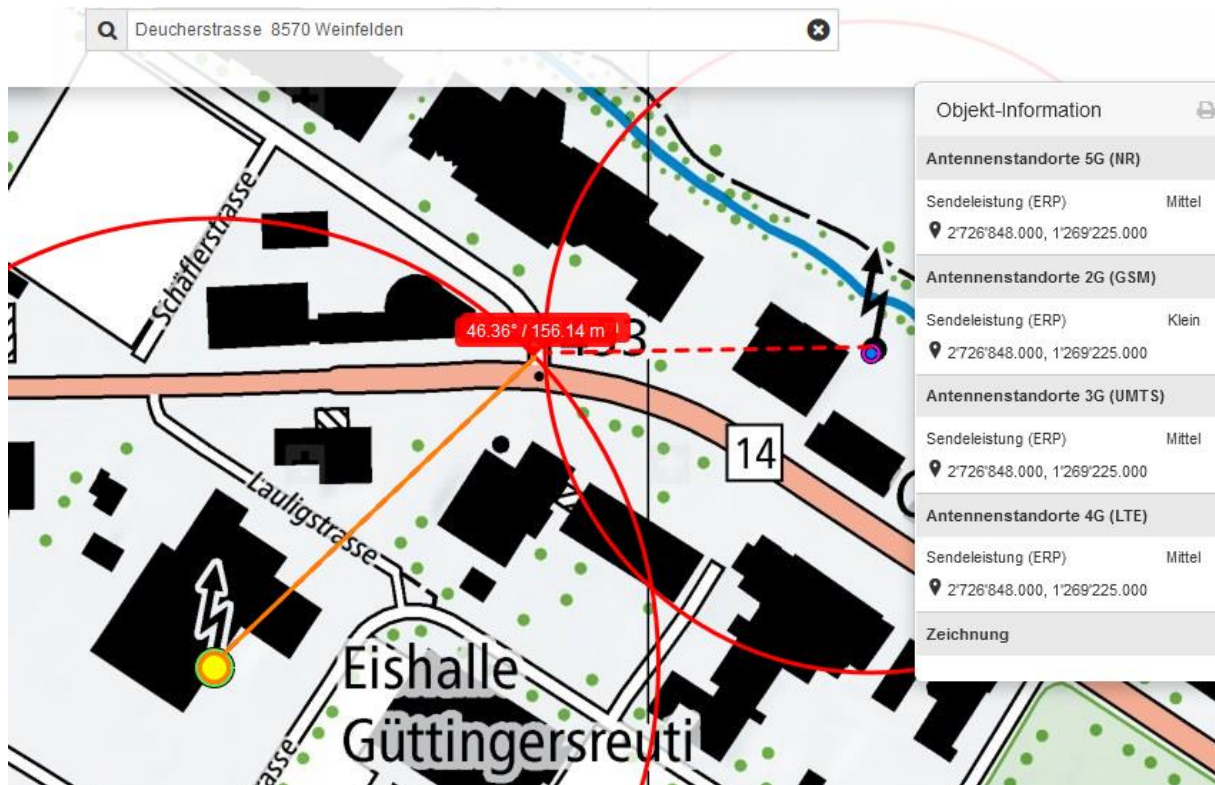 Deucherstrasse 8570 Weinfelden
Objekt-Information
Antennenstandorte 5G (NR)
Sendeleistung (ERP) Mittel
2'726'848.000, 1'269'225.000
Antennenstandorte 2G (GSM)
Sendeleistung (ERP) Klein
2'726'848.000, 1'269'225.000
Antennenstandorte 3G (UMTS)
Sendeleistung (ERP) Mittel
2'726'848.000, 1'269'225.000
Antennenstandorte 4G (LTE)
Sendeleistung (ERP) Mittel
2'726'848.000, 1'269'225.000
Zeichnung
Schäflerstrasse
46.36° / 156.14 m
14
Lauligstrasse
Eishalle
Güttingersreuti